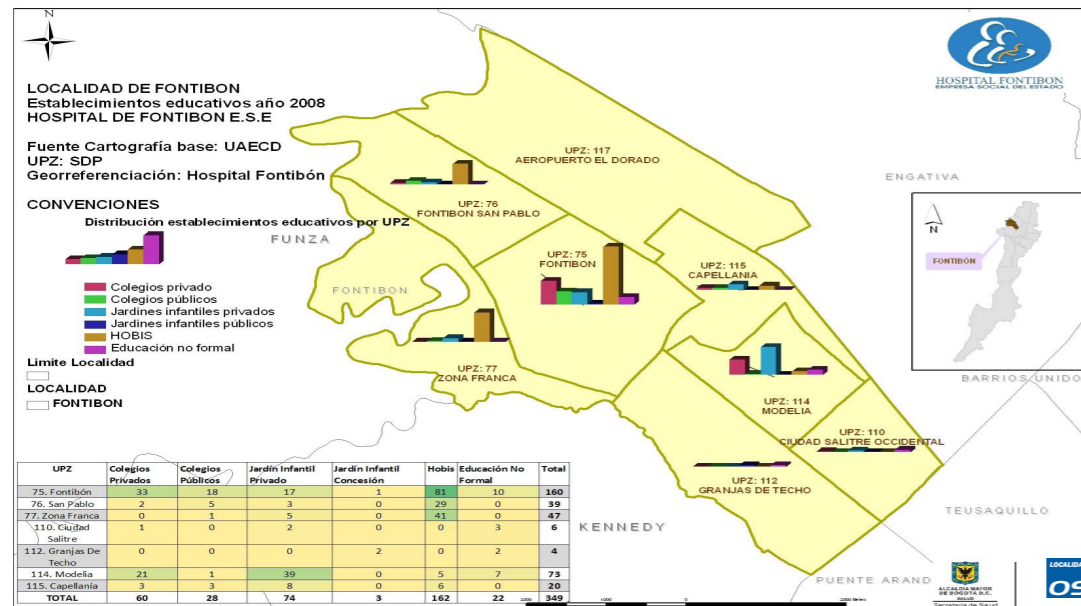 LOCALIDAD DE FONTIBON
Establecimientos educativos año 2008
HOSPITAL DE FONTIBON E.S.E
Fuente Cartografía base: UAECD
UPZ: SDP
Georreferenciación: Hospital Fontibón
CONVENCIONES
Distribución establecimientos educativos por UPZ
Colegios privado
Colegios públicos
Jardines infantiles privados
Jardines infantiles públicos
HOBIS
Educación no formal
Limite Localidad
LOCALIDAD
FONTIBON
FUNZA
FONTIBON
UPZ: 117
AEROPUERTO EL DORADO
UPZ: 76
FONTIBON SAN PABLO
UPZ: 75
FONTIBON
UPZ: 115
CAPELLANIA
UPZ: 77
ZONA FRANCA
UPZ: 114
MODELIA
UPZ: 110
CIUDAD SALITRE OCCIDENTAL
UPZ: 112
GRANJAS DE TECHO
HOSPITAL FONTIBON
EMPRESA SOCIAL DEL ESTADO
ENGATIVA
N
FONTIBÓN
BARRIOS UNIDO
TEUSAQUILLO
KENNEDY
PUENTE ARAND
UPZ Colegios Privados Colegios Públicos Jardín Infantil Privado Jardín Infantil Concesión Hobis Educación No Formal Total
75. Fontibón 33 18 17 1 81 10 160
76. San Pablo 2 5 3 0 29 0 39
77. Zona Franca 0 1 5 0 41 0 47
110. Ciudad Salitre 1 0 2 0 0 3 6
112. Granjas De Techo 0 0 0 2 0 2 4
114. Modelia 21 1 39 0 5 7 73
115. Capellanía 3 3 8 0 6 0 20
TOTAL 60 28 74 3 162 22 349
ALCALDIA MAYOR
DE BOGOTA D.C.
SALUD
Secretaría de Salud
LOCALIDA
OS